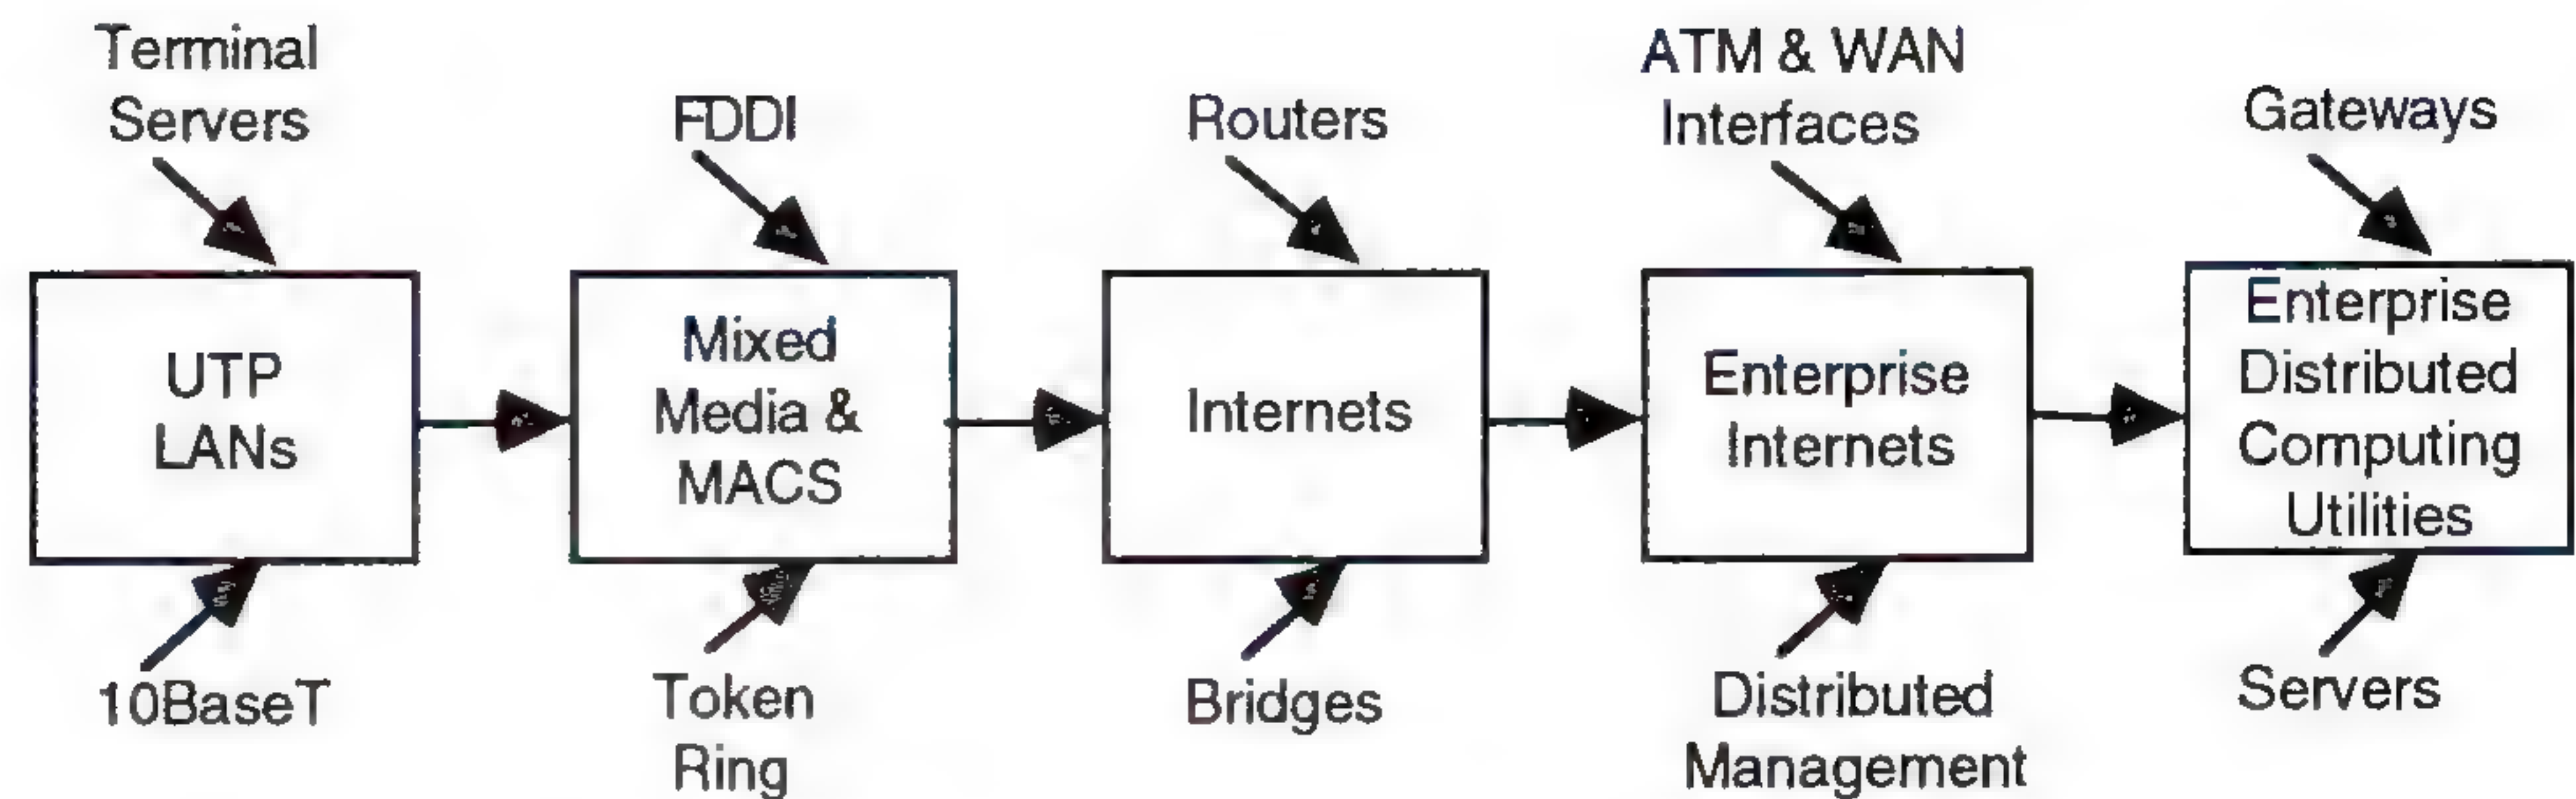 Terminal
Servers
FDDI
Routers
ATM & WAN
Interfaces
Gateways
UTP
LANs
Mixed
Media &
MACS
Internets
Enterprise
Internets
Enterprise
Distributed
Computing
Utilities
10BaseT
Token
Ring
Bridges
Distributed
Management
Servers